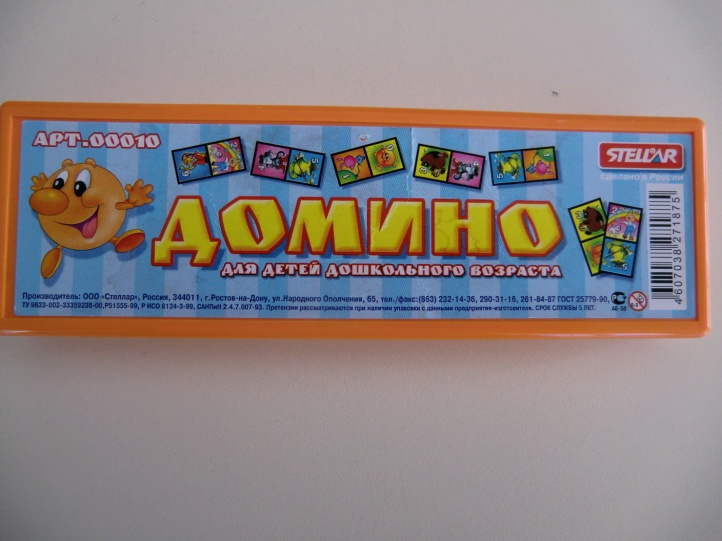 АРТ.00010
STELLAR
сделано в России
ДОМИНО
ДЛЯ ДЕТЕЙ ДОШКОЛЬНОГО ВОЗРАСТА
Производитель: ООО «Стеллар», Россия, 344011, г.Ростов-на-Дону, ул.Народного Ополчения, 65, тел./факс:(863) 232-14-36, 290-31-16, 261-84-87 ГОСТ 25779-90,
ТУ 9633-002-33359238-00, Р ИСО 8124-3-99, САНПиН 2.4.7.007-93. Претензии рассматриваются при наличии упаковки с данными предприятия-изготовителя. СРОК СЛУЖБЫ 5 ЛЕТ.
4607038271875